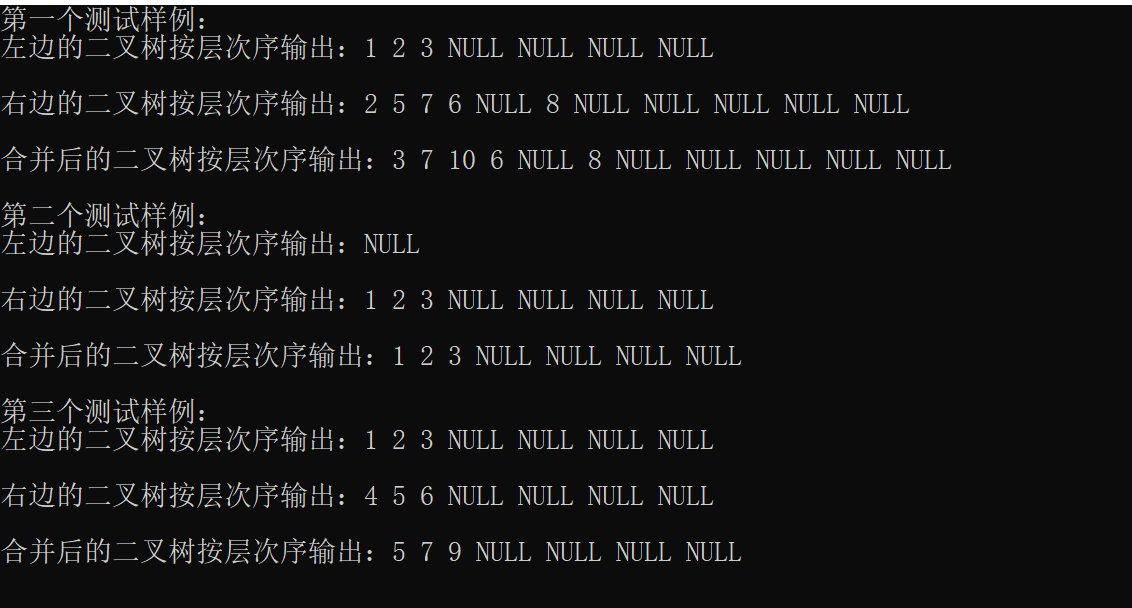 第一个测试样例：
左边的二叉树按层次序输出：1 2 3 NULL NULL NULL NULL
右边的二叉树按层次序输出：2 5 7 6 NULL 8 NULL NULL NULL NULL NULL
合并后的二叉树按层次序输出：3 7 10 6 NULL 8 NULL NULL NULL NULL NULL
第二个测试样例：
左边的二叉树按层次序输出：NULL
右边的二叉树按层次序输出：1 2 3 NULL NULL NULL NULL
合并后的二叉树按层次序输出：1 2 3 NULL NULL NULL NULL
第三个测试样例：
左边的二叉树按层次序输出：1 2 3 NULL NULL NULL NULL
右边的二叉树按层次序输出：4 5 6 NULL NULL NULL NULL
合并后的二叉树按层次序输出：5 7 9 NULL NULL NULL NULL